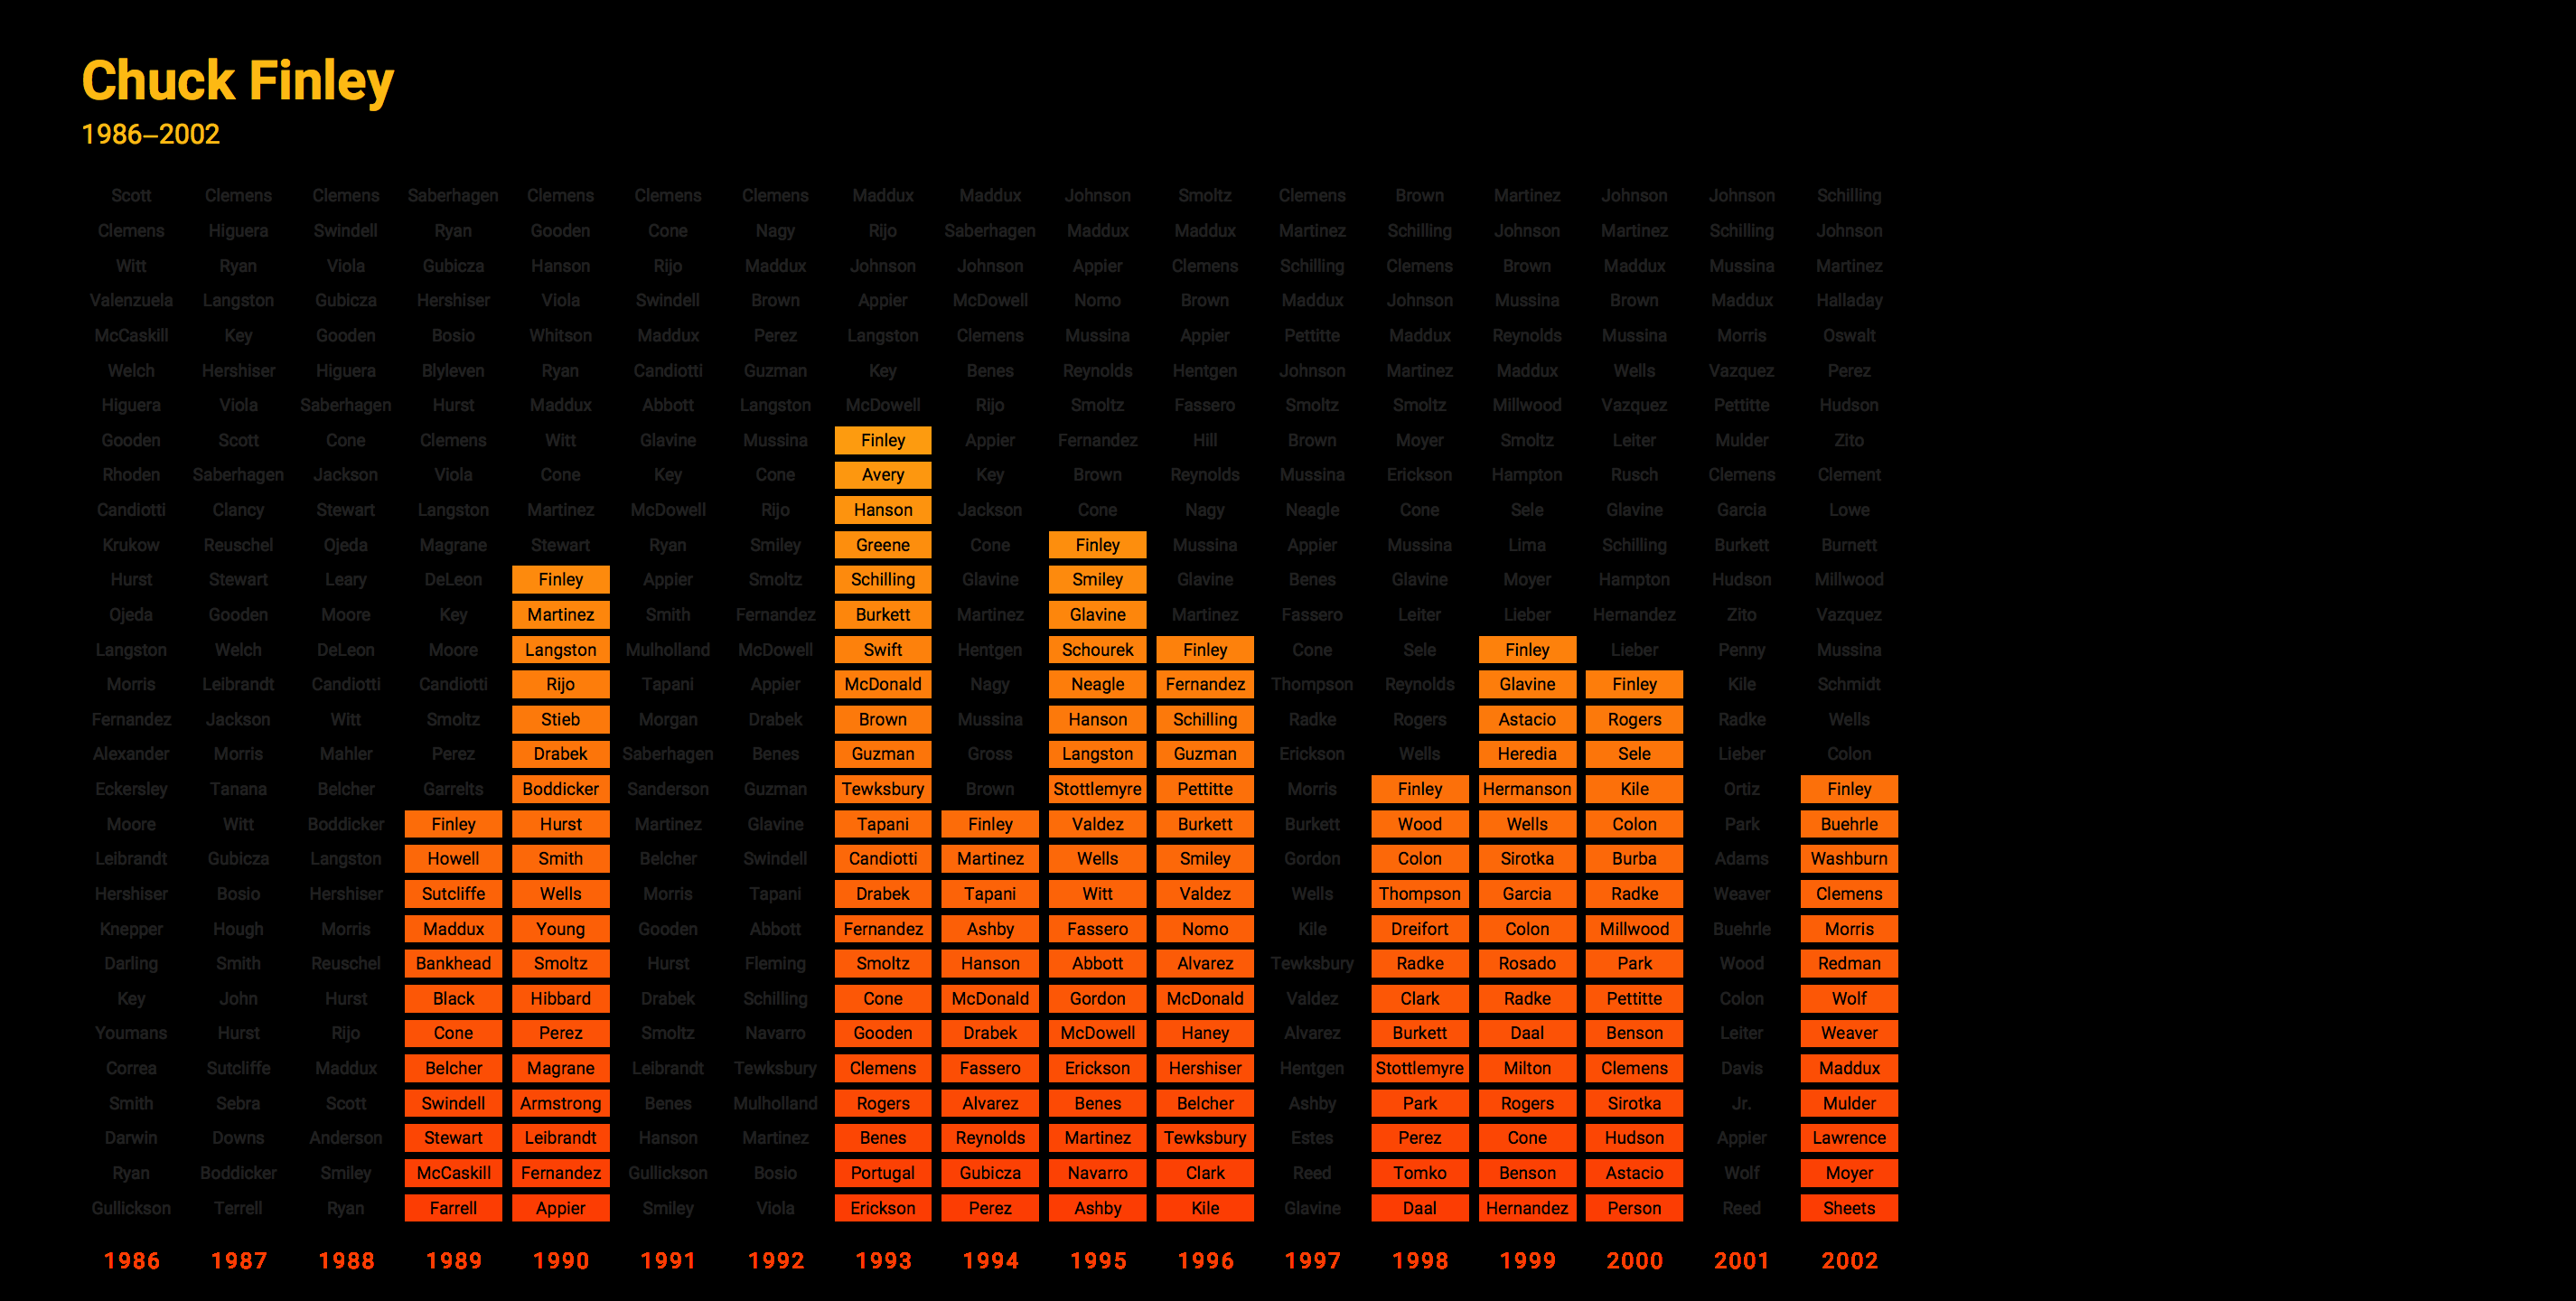 Chuck Finley
1986–2002
Scott Clemens Clemens Saberhagen Clemens Clemens Clemens Maddux Maddux Johnson Smoltz Clemens Brown Martinez Johnson Johnson Schilling
Clemens Higuera Swindell Ryan Gooden Cone Nagy Rijo Saberhagen Maddux Maddux Martinez Schilling Johnson Martinez Schilling Johnson
Witt Ryan Viola Gubicza Hanson Rijo Maddux Johnson Johnson Appier Clemens Schilling Clemens Brown Maddux Mussina Martinez
Valenzuela Langston Gubicza Hershiser Viola Swindell Brown Appier McDowell Nomo Brown Maddux Johnson Mussina Brown Maddux Halladay
McCaskill Key Gooden Bosio Whitson Maddux Perez Langston Clemens Mussina Appier Pettitte Maddux Reynolds Mussina Morris Oswalt
Welch Hershiser Higuera Blyleven Ryan Candiotti Guzman Key Benes Reynolds Hentgen Johnson Martinez Maddux Wells Vazquez Perez
Higuera Viola Saberhagen Hurst Maddux Abbott Langston McDowell Rijo Smoltz Fassero Smoltz Smoltz Millwood Vazquez Pettitte Hudson
Gooden Scott Cone Clemens Witt Glavine Mussina Finley Appier Fernandez Hill Brown Moyer Smoltz Leiter Mulder Zito
Rhoden Saberhagen Jackson Viola Cone Key Cone Avery Key Brown Reynolds Mussina Erickson Hampton Rusch Clemens Clement
Candiotti Clancy Stewart Langston Martinez McDowell Rijo Hanson Jackson Cone Nagy Neagle Cone Sele Glavine Garcia Lowe
Krukow Reuschel Ojeda Magrane Stewart Ryan Smiley Greene Cone Finley Mussina Appier Mussina Lima Schilling Burkett Burnett
Hurst Stewart Leary DeLeon Finley Appier Smoltz Schilling Glavine Smiley Glavine Benes Glavine Moyer Hampton Hudson Millwood
Ojeda Gooden Moore Key Martinez Smith Fernandez Burkett Martinez Glavine Martinez Fassero Leiter Lieber Hernandez Zito Vazquez
Langston Welch DeLeon Moore Langston Mulholland McDowell Swift Hentgen Schourek Finley Cone Sele Finley Lieber Penny Mussina
Morris Leibrandt Candiotti Candiotti Rijo Tapani Appier McDonald Nagy Neagle Fernandez Thompson Reynolds Glavine Finley Kile Schmidt
Fernandez Jackson Witt Smoltz Stieb Morgan Drabek Brown Mussina Hanson Schilling Radke Rogers Astacio Rogers Radke Wells
Alexander Morris Mahler Perez Drabek Saberhagen Benes Guzman Gross Langston Guzman Erickson Wells Heredia Sele Lieber Colon
Eckersley Tanana Belcher Garrelts Boddicker Sanderson Guzman Tewksbury Brown Stottlemyre Pettitte Morris Finley Hermanson Kile Ortiz Finley
Moore Witt Boddicker Finley Hurst Martinez Glavine Tapani Finley Valdez Burkett Burkett Wood Wells Colon Park Buehrle
Leibrandt Gubicza Langston Howell Smith Belcher Swindell Candiotti Martinez Wells Smiley Gordon Colon Sirotka Burba Adams Washburn
Hershiser Bosio Hershiser Sutcliffe Wells Morris Tapani Drabek Tapani Witt Valdez Wells Thompson Garcia Radke Weaver Clemens
Knepper Hough Morris Maddux Young Gooden Abbott Fernandez Ashby Fassero Nomo Kile Dreifort Colon Millwood Buehrle Morris
Darling Smith Reuschel Bankhead Smoltz Hurst Fleming Smoltz Hanson Abbott Alvarez Tewksbury Radke Rosado Park Wood Redman
Key John Hurst Black Hibbard Drabek Schilling Cone McDonald Gordon McDonald Valdez Clark Radke Pettitte Colon Wolf
Youmans Hurst Rijo Cone Perez Smoltz Navarro Gooden Drabek McDowell Haney Alvarez Burkett Daal Benson Leiter Weaver
Correa Sutcliffe Maddux Belcher Magrane Leibrandt Tewksbury Clemens Fassero Erickson Hershiser Hentgen Stottlemyre Milton Clemens Davis Maddux
Smith Sebra Scott Swindell Armstrong Benes Mulholland Rogers Alvarez Benes Belcher Ashby Park Rogers Sirotka Jr. Mulder
Darwin Downs Anderson Stewart Leibrandt Hanson Martinez Benes Reynolds Martinez Tewksbury Estes Perez Cone Hudson Appier Lawrence
Ryan Boddicker Smiley McCaskill Fernandez Gullickson Bosio Portugal Gubicza Navarro Clark Reed Tomko Benson Astacio Wolf Moyer
Gullickson Terrell Ryan Farrell Appier Smiley Viola Erickson Perez Ashby Kile Glavine Daal Hernandez Person Reed Sheets
1986 1987 1988 1989 1990 1991 1992 1993 1994 1995 1996 1997 1998 1999 2000 2001 2002